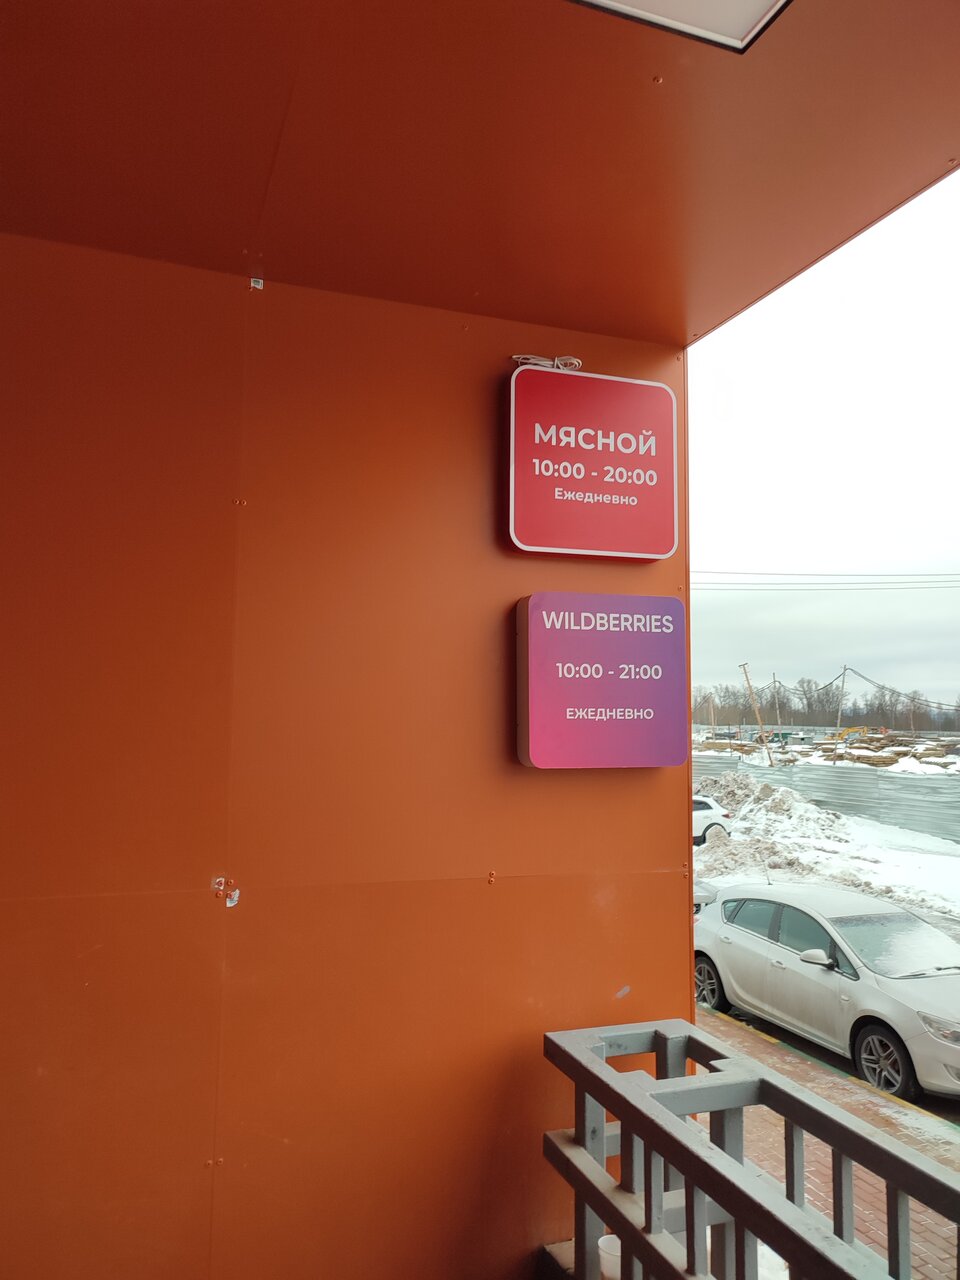 МЯСНОЙ
10:00 - 20:00
Ежедневно
WILDBERRIES
10:00 - 21:00
ЕЖЕДНЕВНО